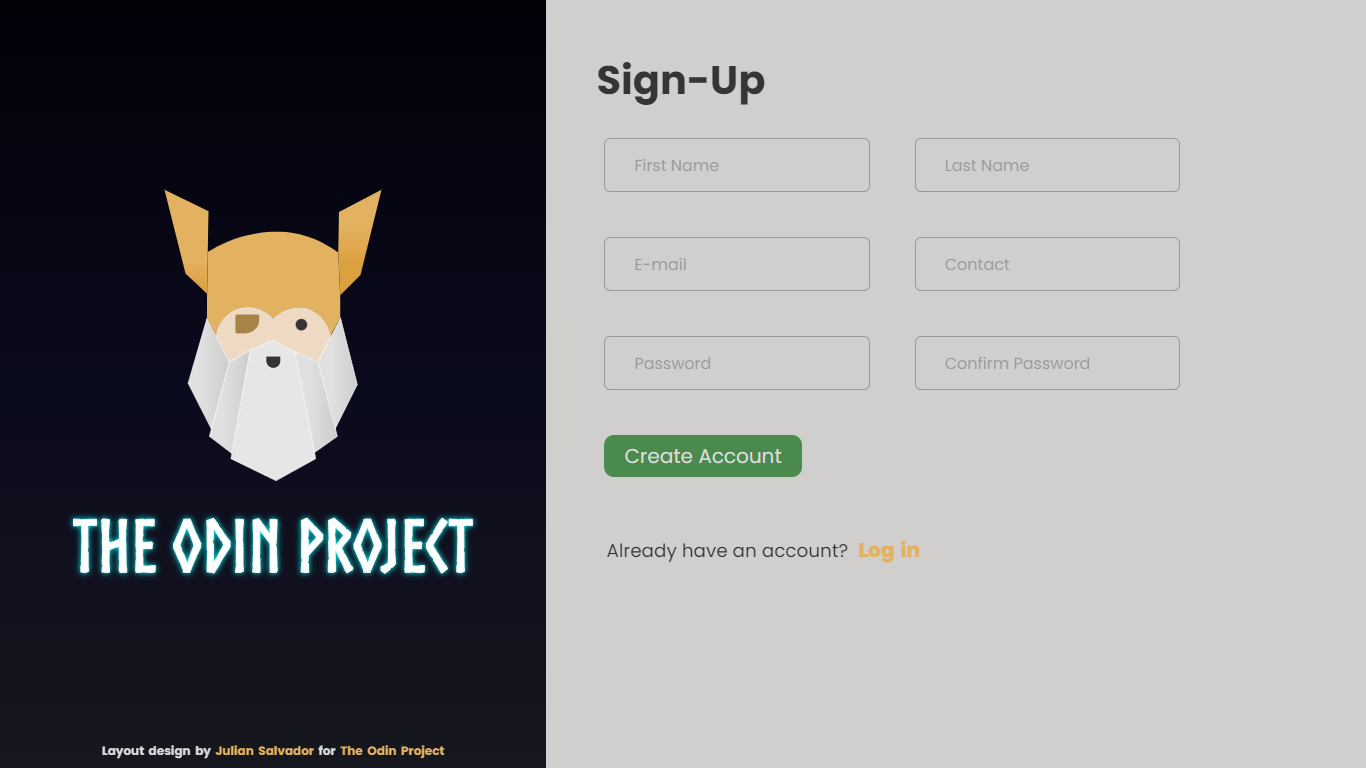 THE ODIN PROJECT
Layout design by Julian Salvador for The Odin Project
Sign-Up
First Name
Last Name
E-mail
Contact
Password
Confirm Password
Create Account
Already have an account? Log in